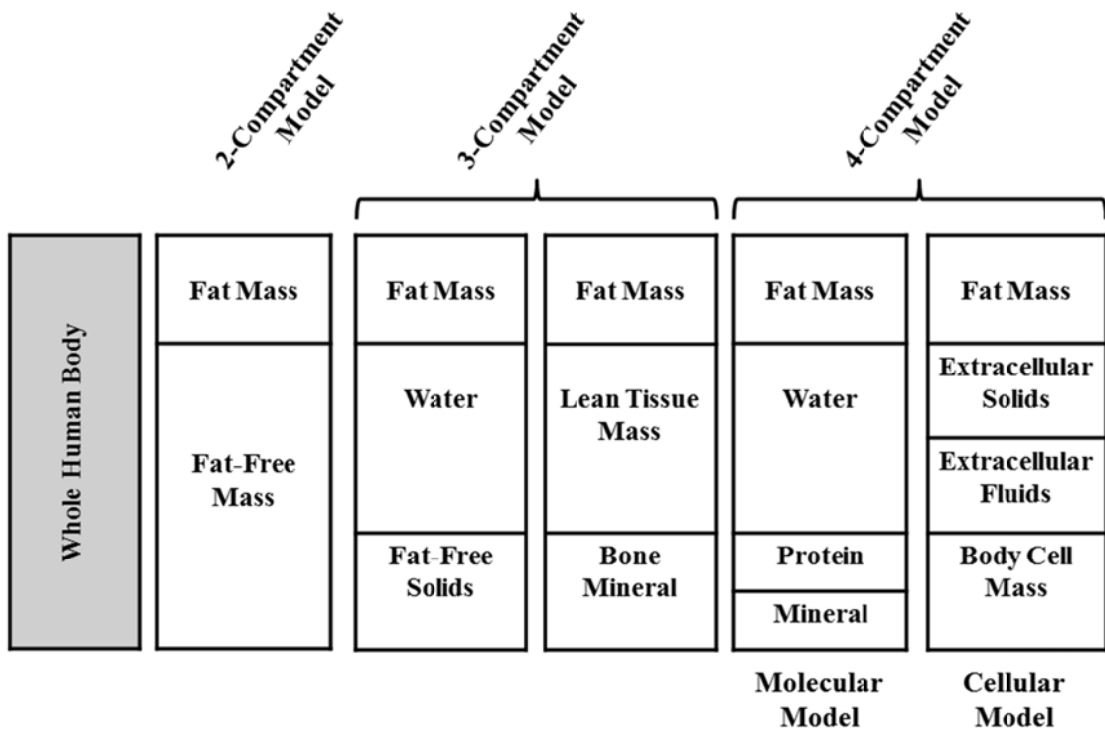 2-Compartment
Model
3-Compartment
Model
4-Compartment
Model
Whole Human Body
Fat Mass
Fat-Free
Mass
Fat Mass
Water
Fat-Free
Solids
Fat Mass
Lean Tissue
Mass
Bone
Mineral
Fat Mass
Water
Protein
Mineral
Molecular
Model
Fat Mass
Extracellular
Solids
Extracellular
Fluids
Body Cell
Mass
Cellular
Model